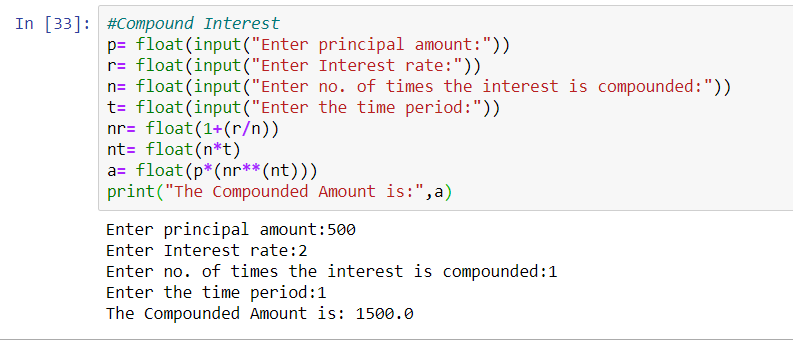 In [33]: #Compound Interest
p= float(input("Enter principal amount:"))
r= float(input("Enter Interest rate:"))
n= float(input("Enter no. of times the interest is compounded:"))
t= float(input("Enter the time period:"))
nr= float(1+(r/n))
nt= float(n*t)
a= float(p*(nr**(nt)))
print("The Compounded Amount is:",a)
Enter principal amount:500
Enter Interest rate:2
Enter no. of times the interest is compounded:1
Enter the time period:1
The Compounded Amount is: 1500.0